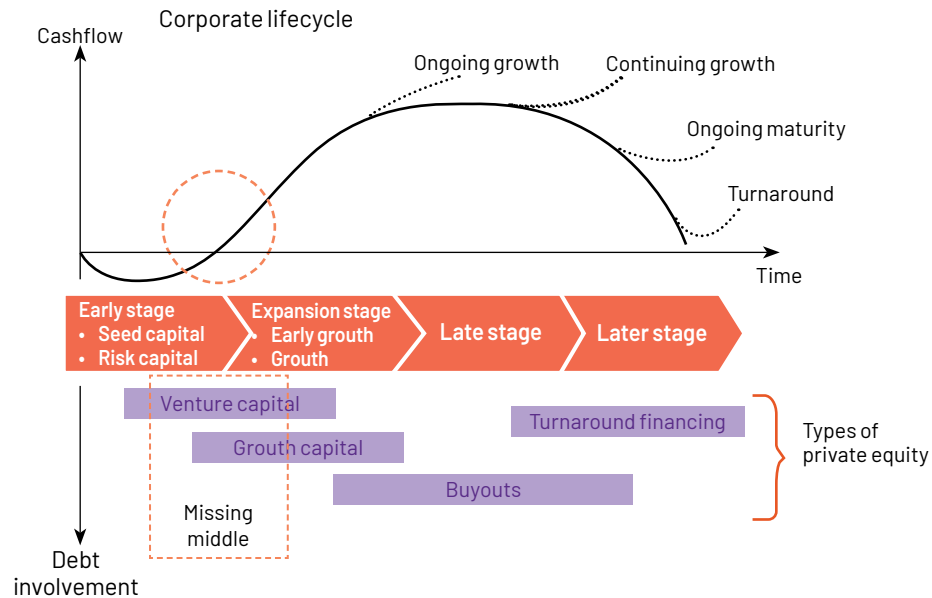 Corporate lifecycle
Cashflow
Ongoing growth
Continuing growth
Ongoing maturity
Turnaround
Time
Early stage
• Seed capital
• Risk capital
Expansion stage
• Early grouth
• Grouth
Late stage
Later stage
Venture capital
Grouth capital
Buyouts
Turnaround financing
Types of
private equity
Missing
middle
Debt
involvement